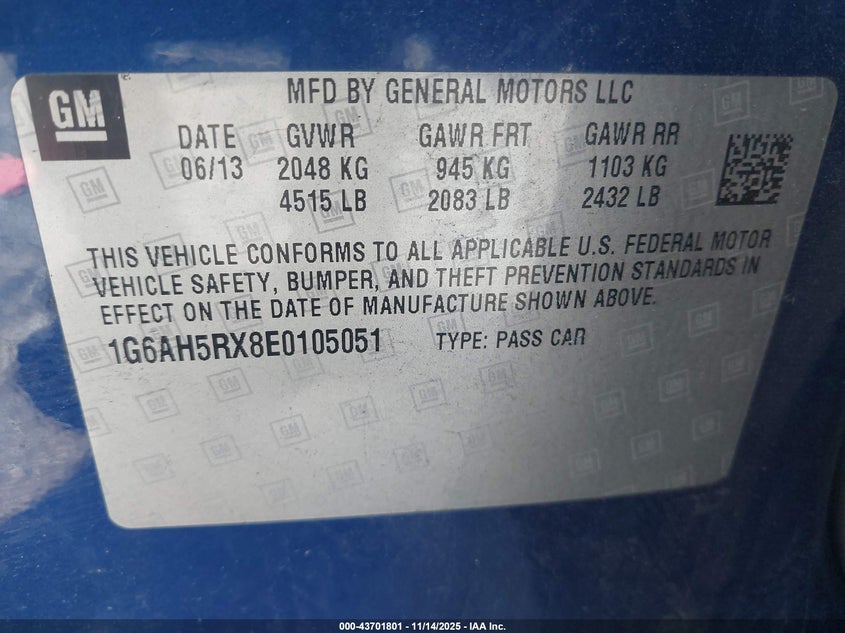 GM
MFD BY GENERAL MOTORS LLC
DATE GVWR GAWR FRT GAWR RR
06/13 2048 KG 945 KG 1103 KG
4515 LB 2083 LB 2432 LB
THIS VEHICLE CONFORMS TO ALL APPLICABLE U.S. FEDERAL MOTOR
VEHICLE SAFETY, BUMPER, AND THEFT PREVENTION STANDARDS IN
EFFECT ON THE DATE OF MANUFACTURE SHOWN ABOVE.
1G6AH5RX8E0105051 TYPE: PASS CAR
000-43701801 - 11/14/2025 - IAA Inc.